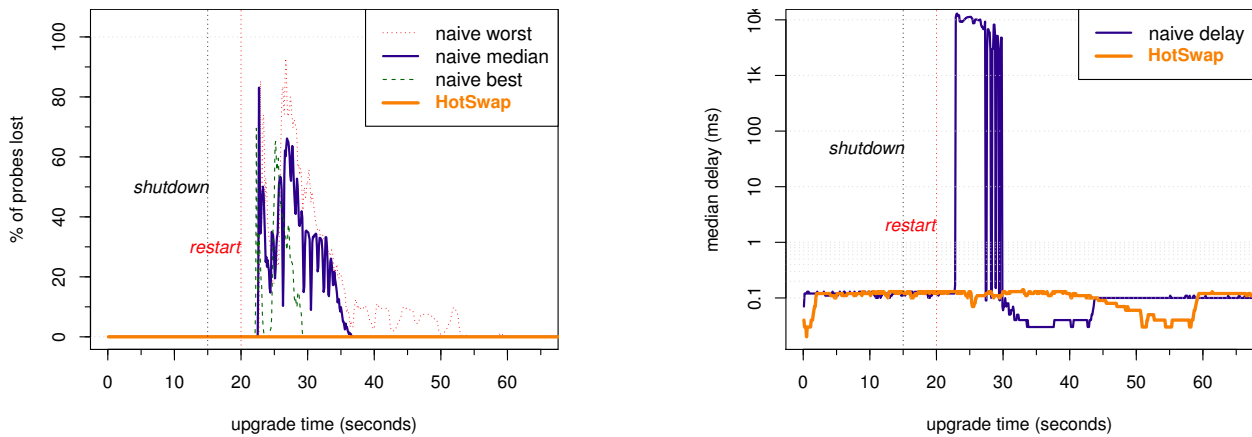 naive worst
naive median
naive best
HotSwap
% of probes lost
100
80
60
40
20
0
shutdown
restart
0 10 20 30 40 50 60
upgrade time (seconds)
naive delay
HotSwap
median delay (ms)
10k
1k
100
10
1
0.1
shutdown
restart
0 10 20 30 40 50 60
upgrade time (seconds)